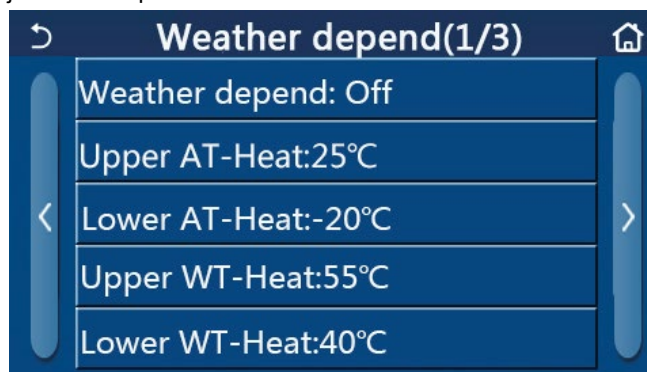 Weather depend(1/3)
Weather depend: Off
Upper AT-Heat:25℃
Lower AT-Heat:-20℃
Upper WT-Heat:55℃
Lower WT-Heat:40℃